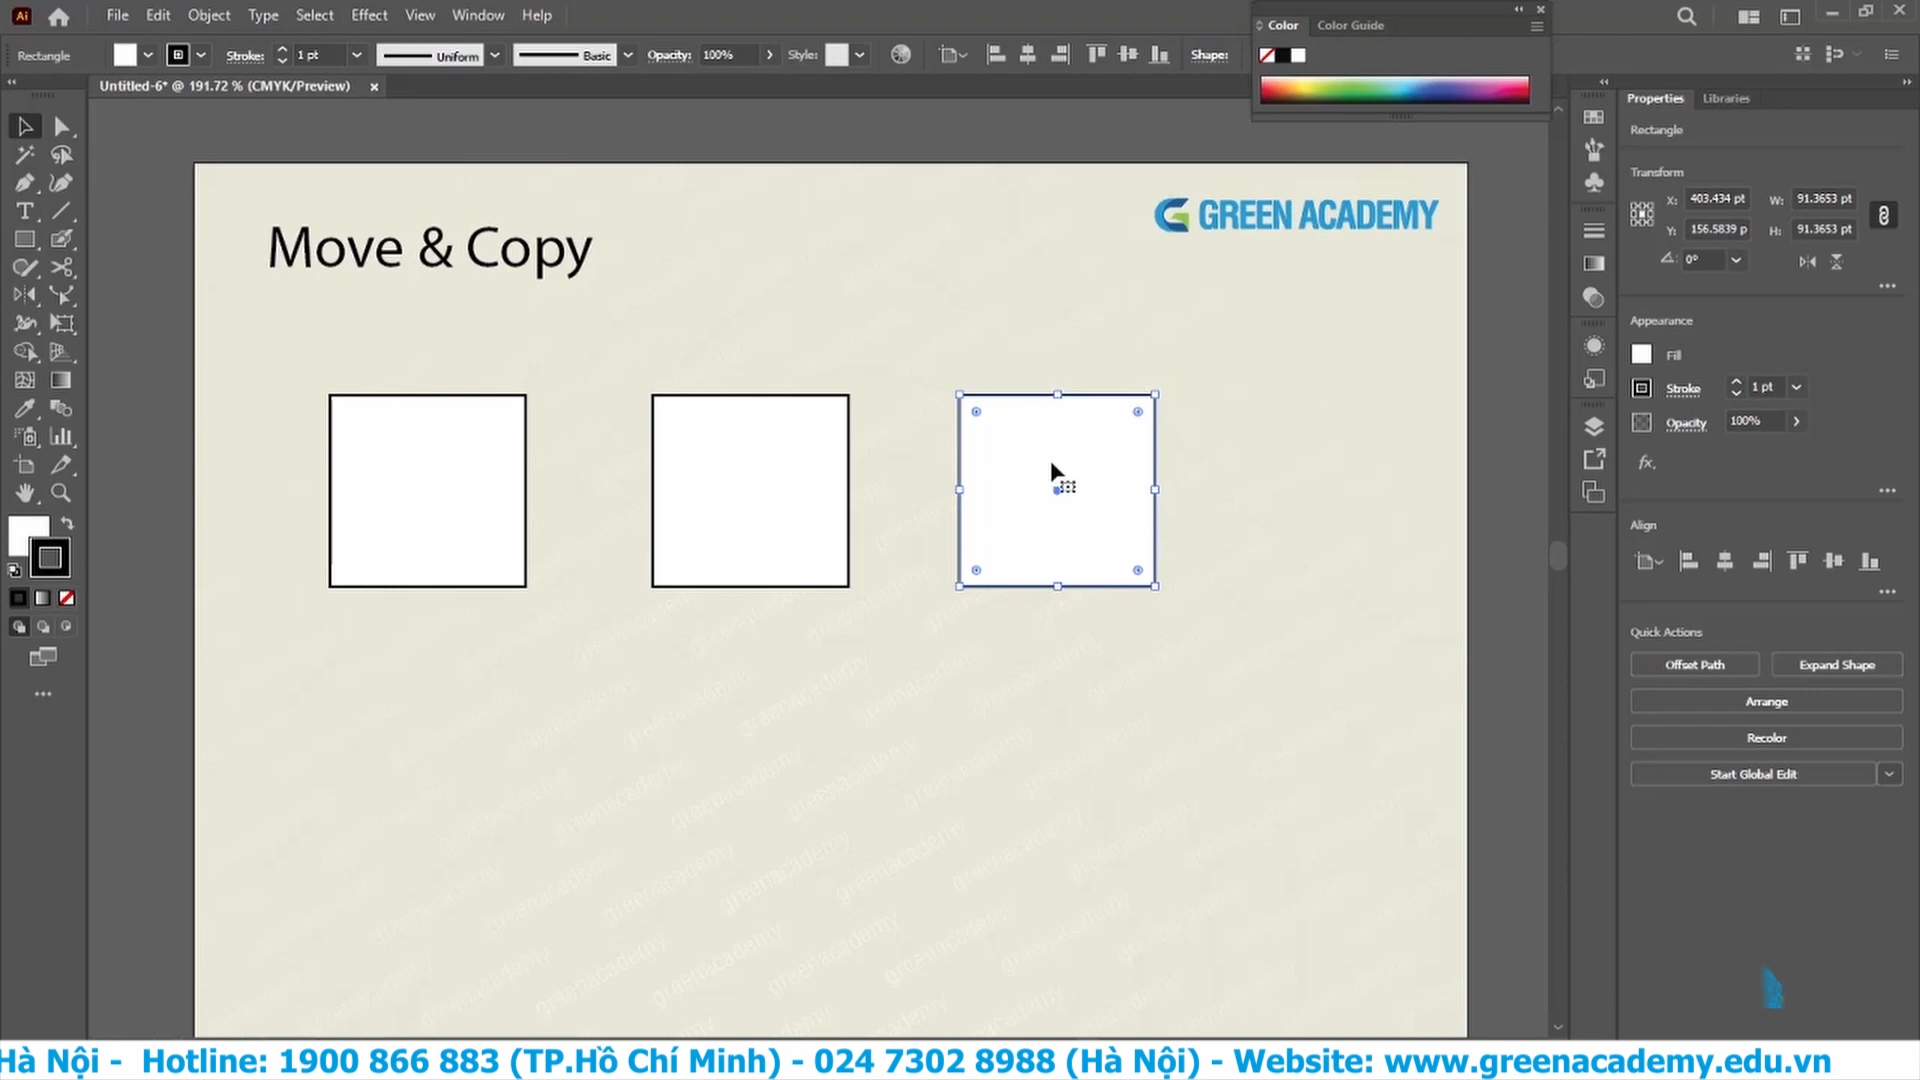 Ai File Edit Object Type Select Effect View Window Help
Color Color Guide
Rectangle Stroke: 1 pt Uniform Basic Opacity: 100% Style: Shape:
Untitled-6* @ 191.72 % (CMYK/Preview)
Properties Libraries
Rectangle
Transform
X: 403.434 pt W: 91.3653 pt
Y: 156.5839 p H: 91.3653 pt
0°
Appearance
Fill
Stroke 1 pt
Opacity 100%
fx.
Align
Quick Actions
Offset Path Expand Shape
Arrange
Recolor
Start Global Edit
GREEN ACADEMY
Move & Copy
greenacademy
Hà Nội - Hotline: 1900 866 883 (TP.Hồ Chí Minh) - 024 7302 8988 (Hà Nội) - Website: www.greenacademy.edu.vn